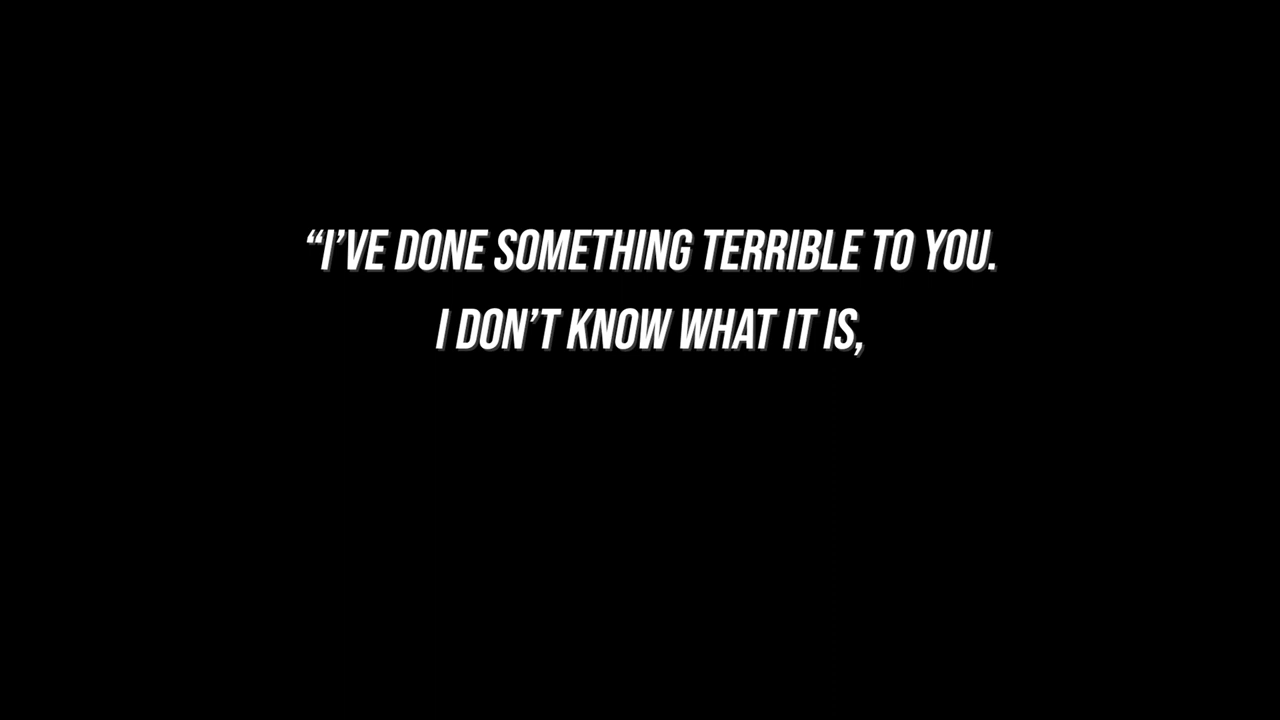 “I’VE DONE SOMETHING TERRIBLE TO YOU.
I DON’T KNOW WHAT IT IS,